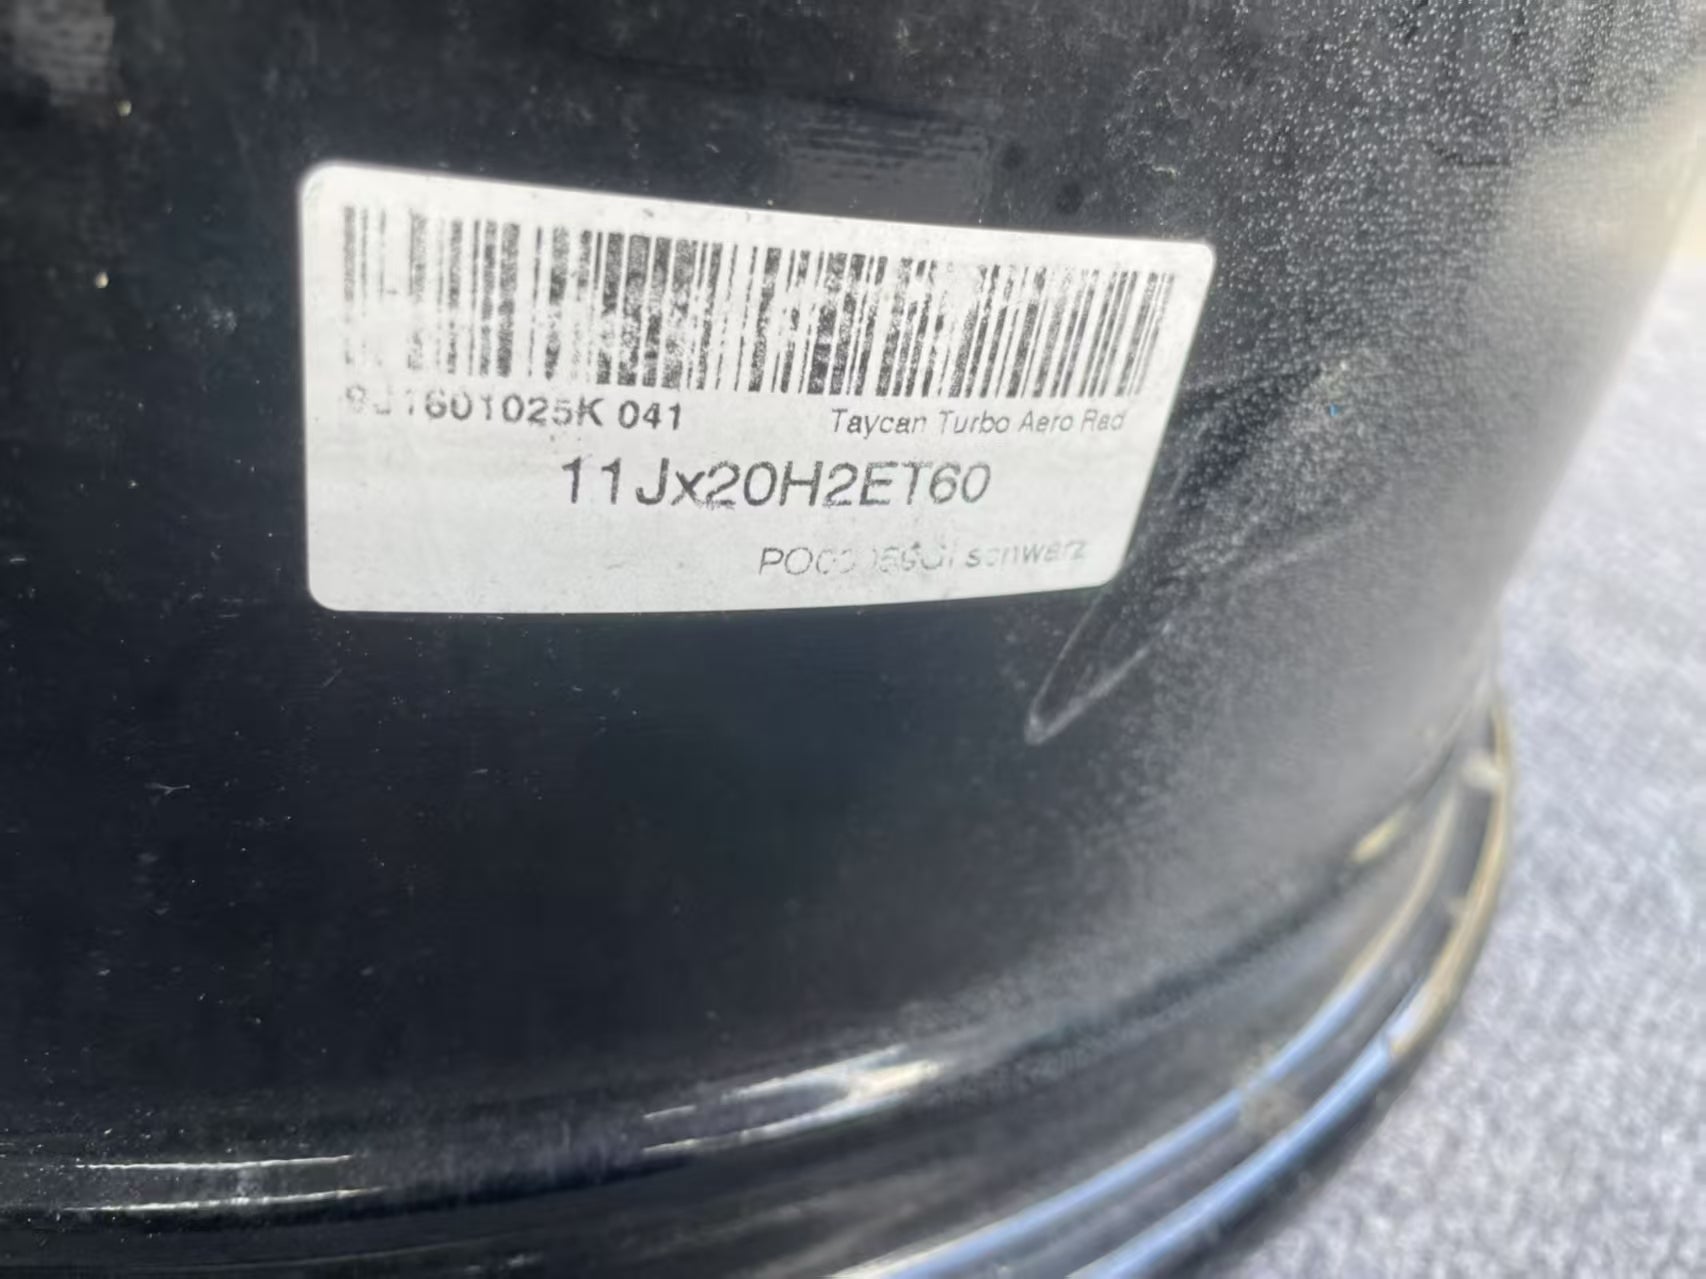 9J1601025K 041
Taycan Turbo Aero Rad
11Jx20H2ET60
schwarz